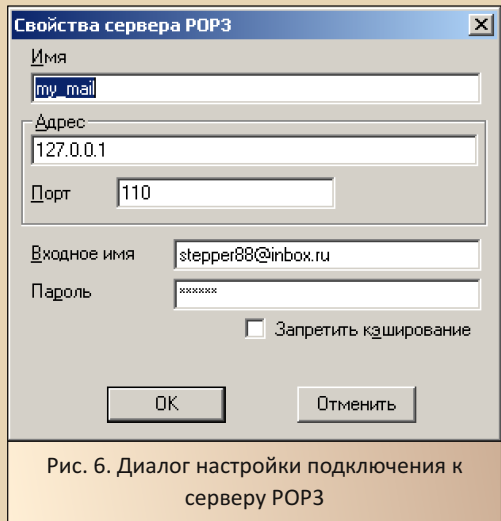 Свойства сервера POP3
Имя
my_mail
Адрес
127.0.0.1
Порт 110
Входное имя stepper88@inbox.ru
Пароль ******
Запретить кэширование
OK Отменить
Рис. 6. Диалог настройки подключения к
серверу POP3